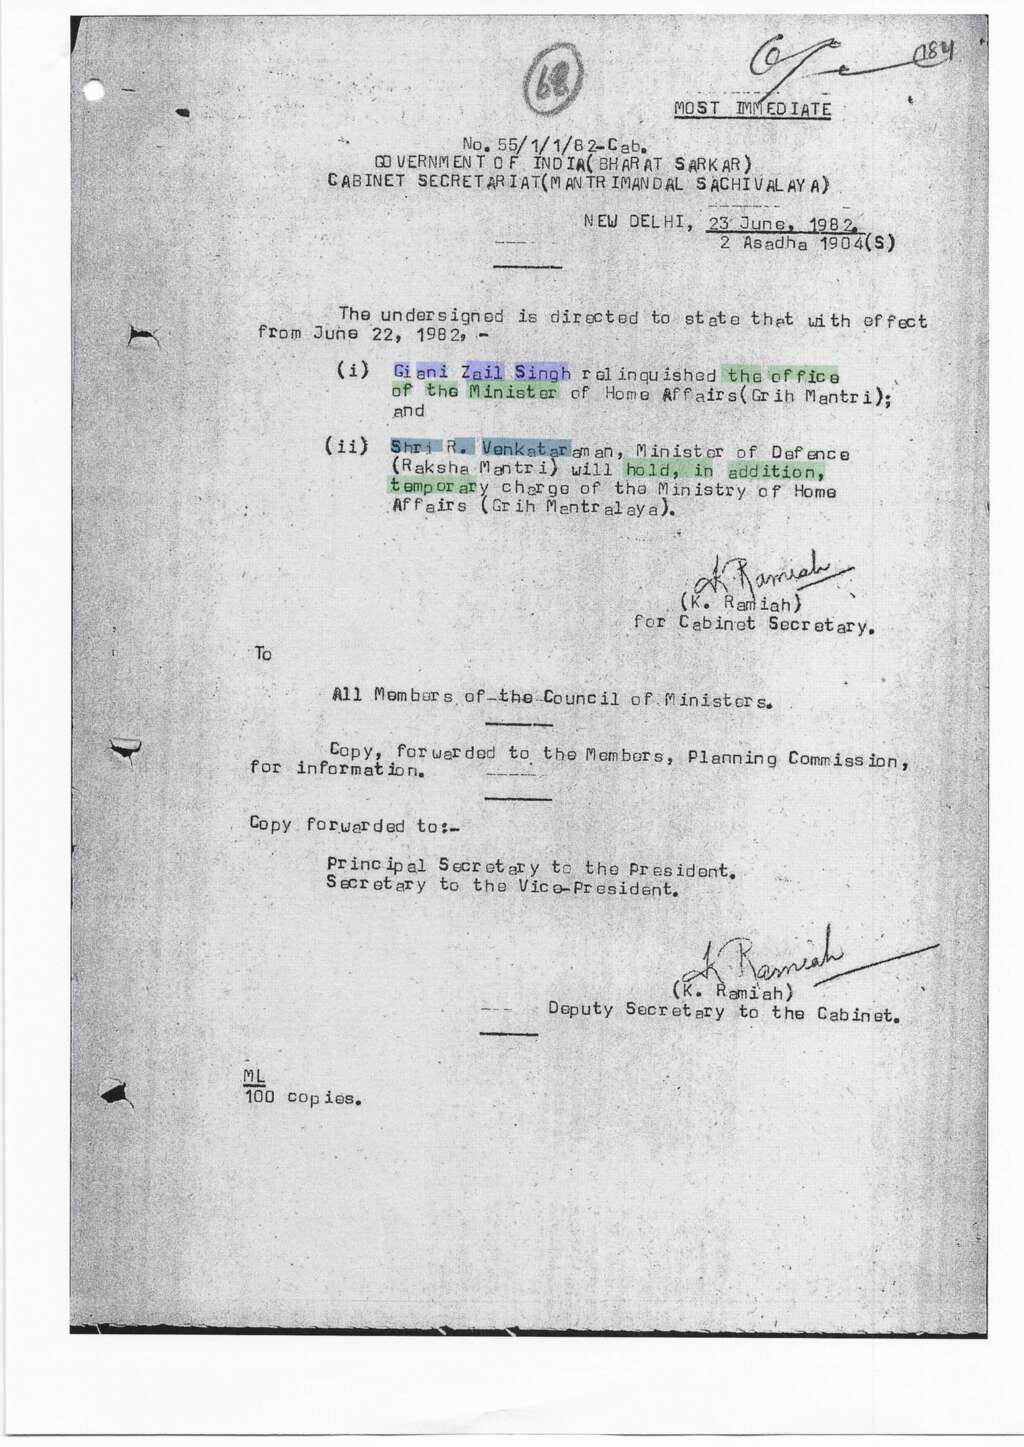 68
184
MOST IMMEDIATE
No. 55/1/1/82-Cab.
GOVERNMENT OF INDIA(BHARAT SARKAR)
CABINET SECRETARIAT(MANTRIMANDAL SACHIVALAYA)
NEW DELHI, 23 June, 1982.
2 Asadha 1904(S)
The undersigned is directed to state that with effect
from June 22, 1982, -
(i) Giani Zail Singh relinquished the office
of the Minister of Home Affairs(Grih Mantri);
and
(ii) Shri R. Venkataraman, Minister of Defence
(Raksha Mantri) will hold, in addition,
temporary charge of the Ministry of Home
Affairs (Grih Mantralaya).
K. Ramiah
(K. Ramiah)
for Cabinet Secretary.
To
All Members of the Council of Ministers.
Copy, forwarded to the Members, Planning Commission,
for information.
Copy forwarded to:-
Principal Secretary to the President.
Secretary to the Vice-President.
K. Ramiah
(K. Ramiah)
Deputy Secretary to the Cabinet.
ML
100 copies.